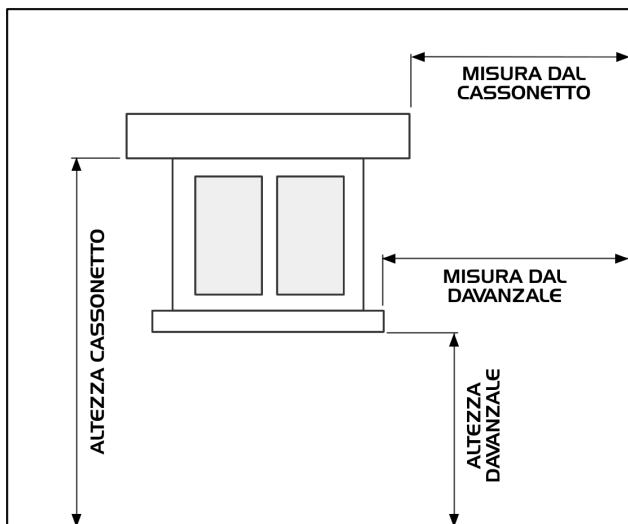 MISURA DAL
CASSONETTO
MISURA DAL
DAVANZALE
ALTEZZA CASSONETTO
ALTEZZA
DAVANZALE